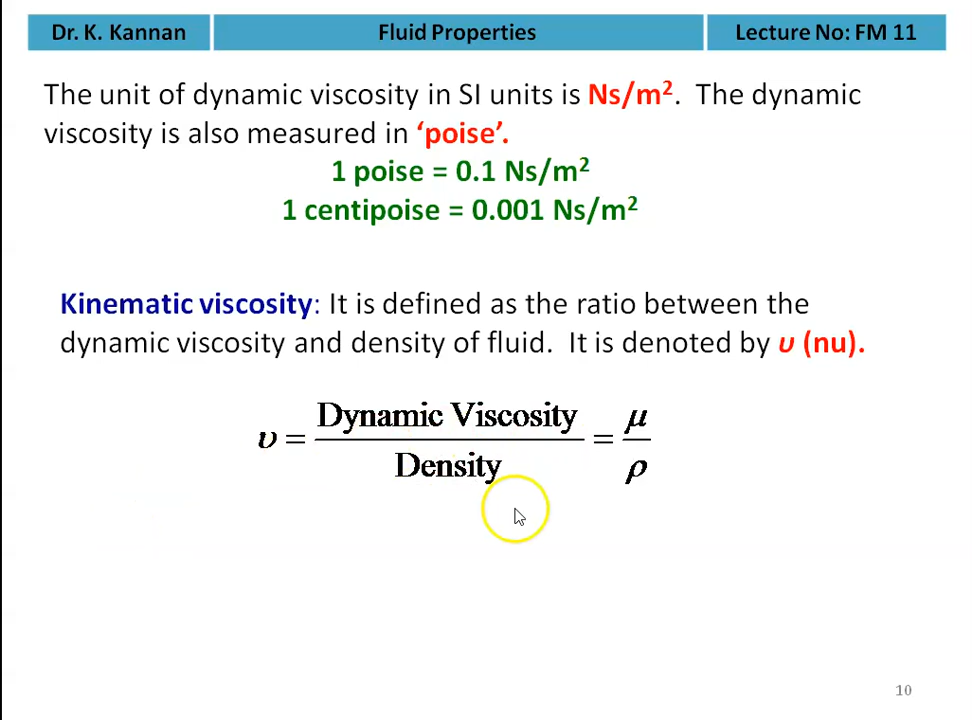 Dr. K. Kannan
Fluid Properties
Lecture No: FM 11
The unit of dynamic viscosity in SI units is Ns/m². The dynamic
viscosity is also measured in ‘poise’.
1 poise = 0.1 Ns/m²
1 centipoise = 0.001 Ns/m²
Kinematic viscosity: It is defined as the ratio between the
dynamic viscosity and density of fluid. It is denoted by υ (nu).
υ = Dynamic Viscosity / Density = μ / ρ
10